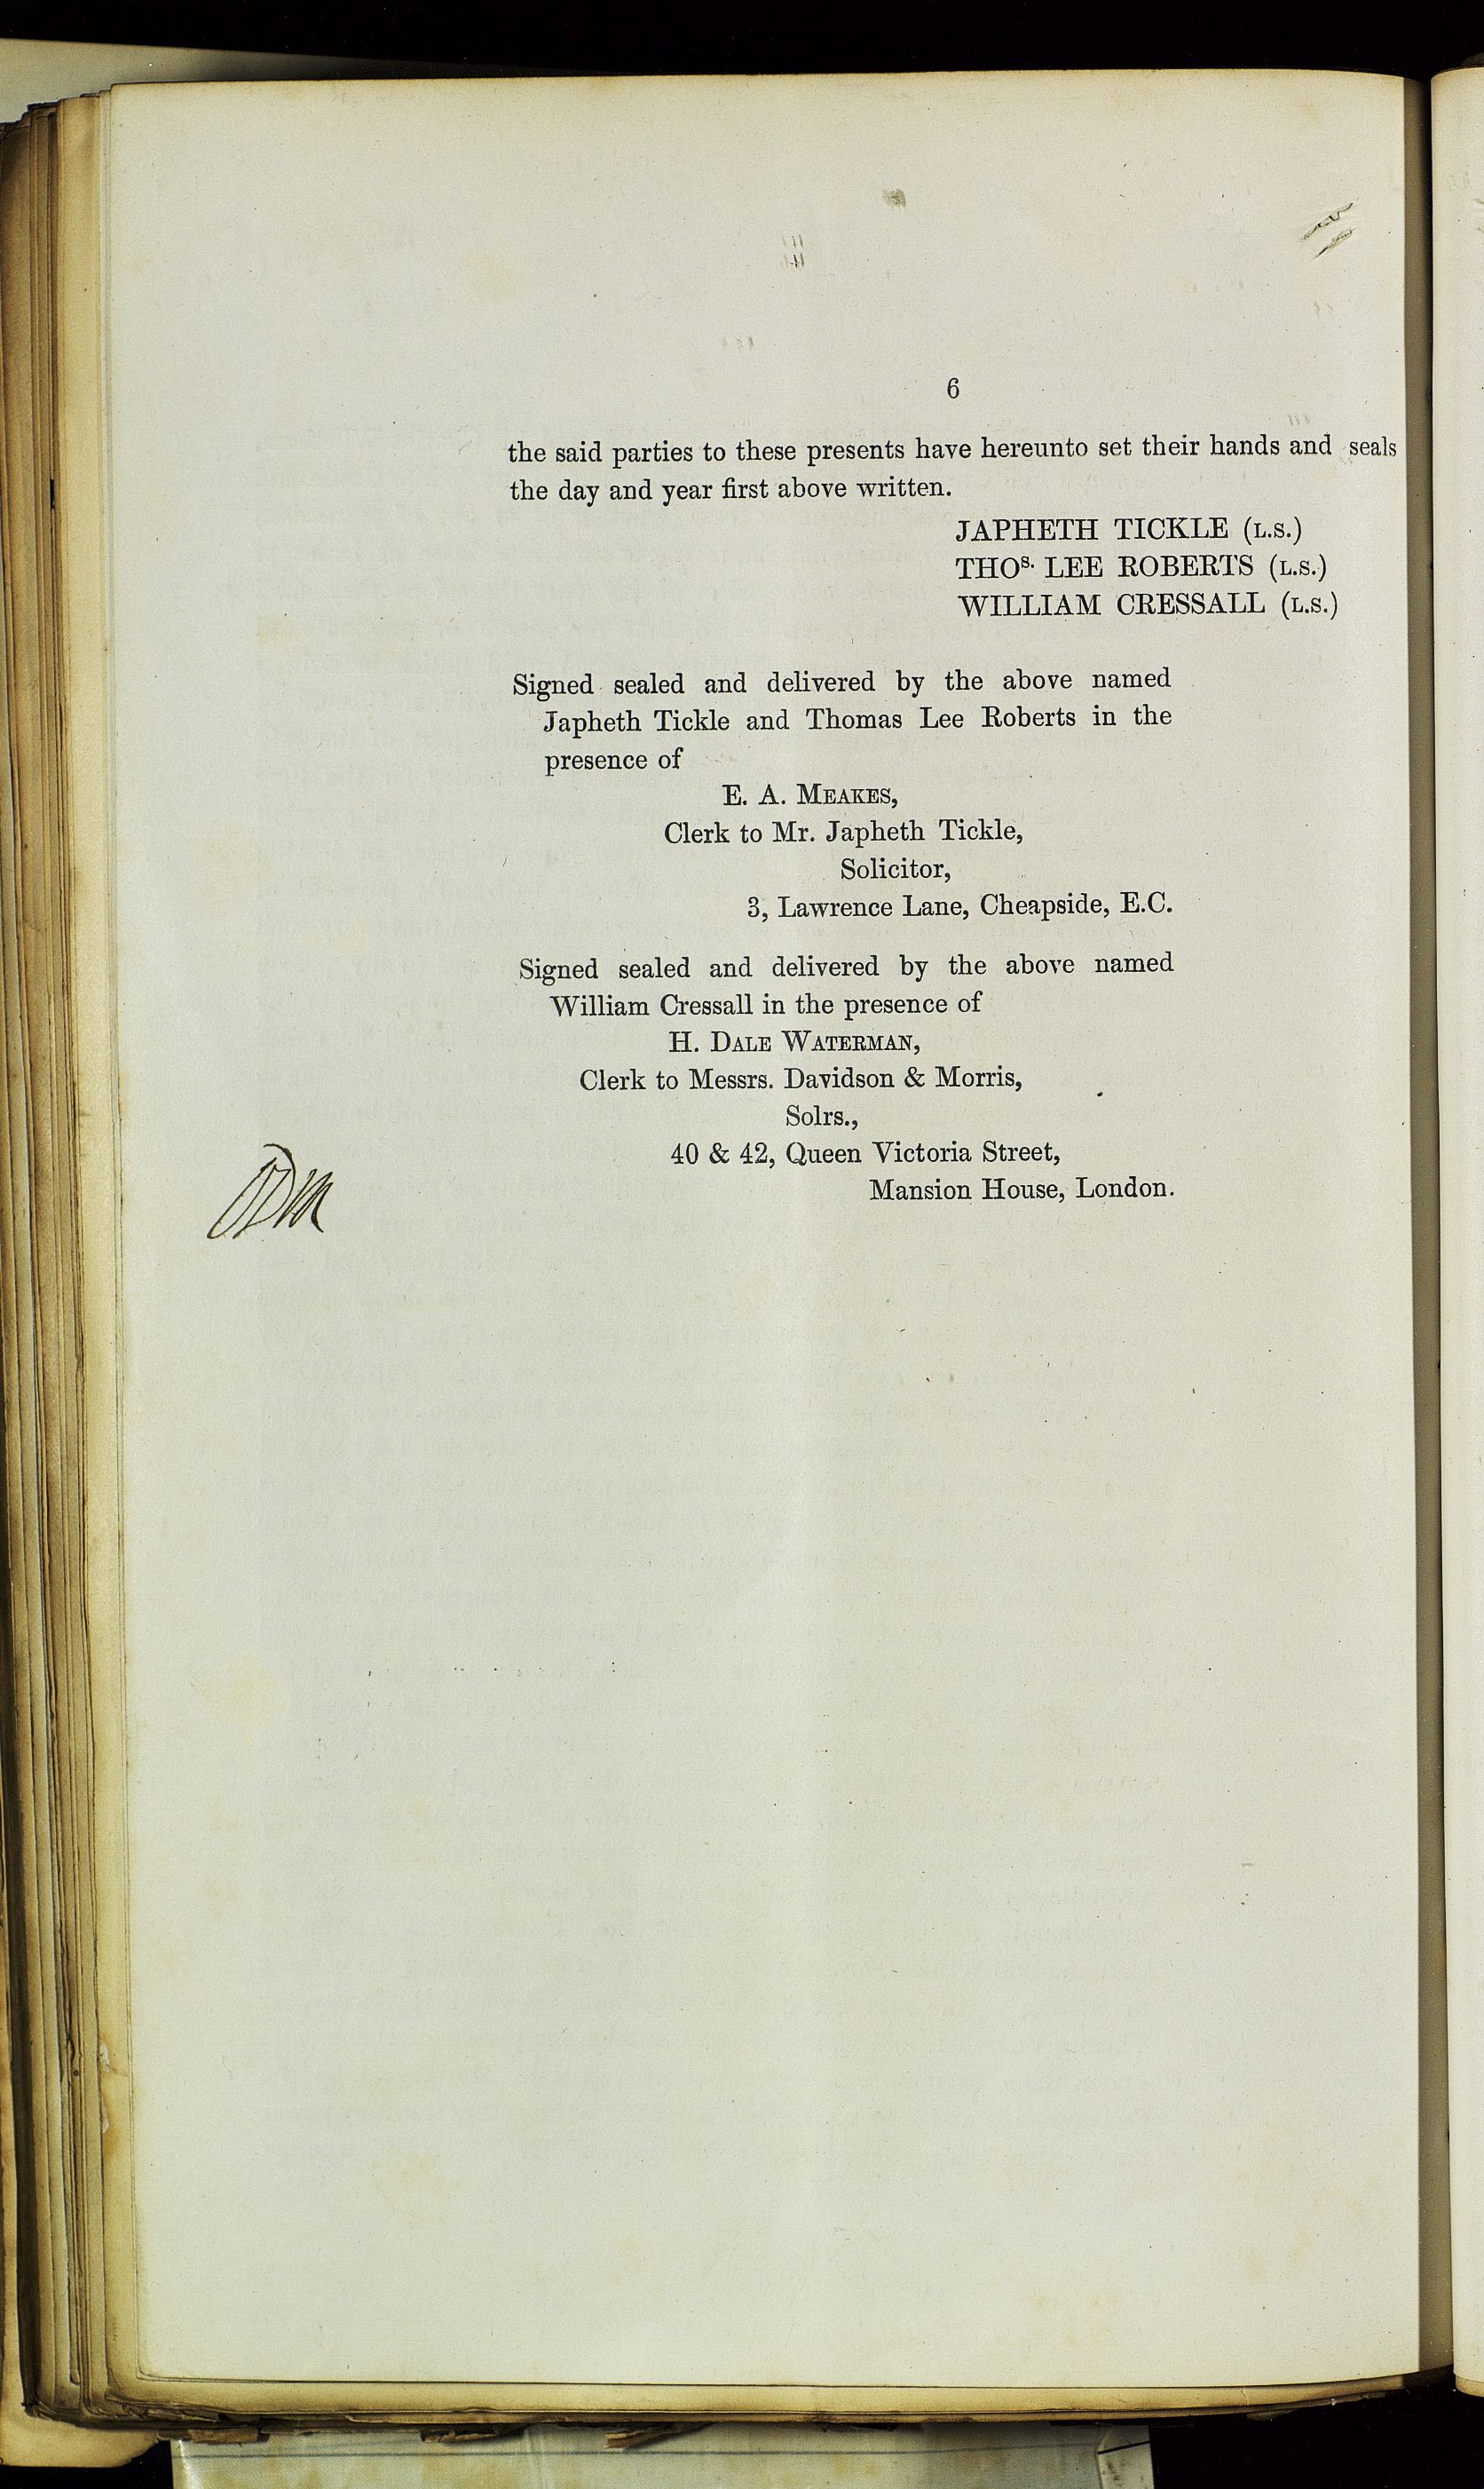 6
the said parties to these presents have hereunto set their hands and seals
the day and year first above written.
JAPHETH TICKLE (L.S.)
THOˢ· LEE ROBERTS (L.S.)
WILLIAM CRESSALL (L.S.)
Signed sealed and delivered by the above named
Japheth Tickle and Thomas Lee Roberts in the
presence of
E. A. MEAKES,
Clerk to Mr. Japheth Tickle,
Solicitor,
3, Lawrence Lane, Cheapside, E.C.
Signed sealed and delivered by the above named
William Cressall in the presence of
H. DALE WATERMAN,
Clerk to Messrs. Davidson & Morris,
Solrs.,
40 & 42, Queen Victoria Street,
Mansion House, London.